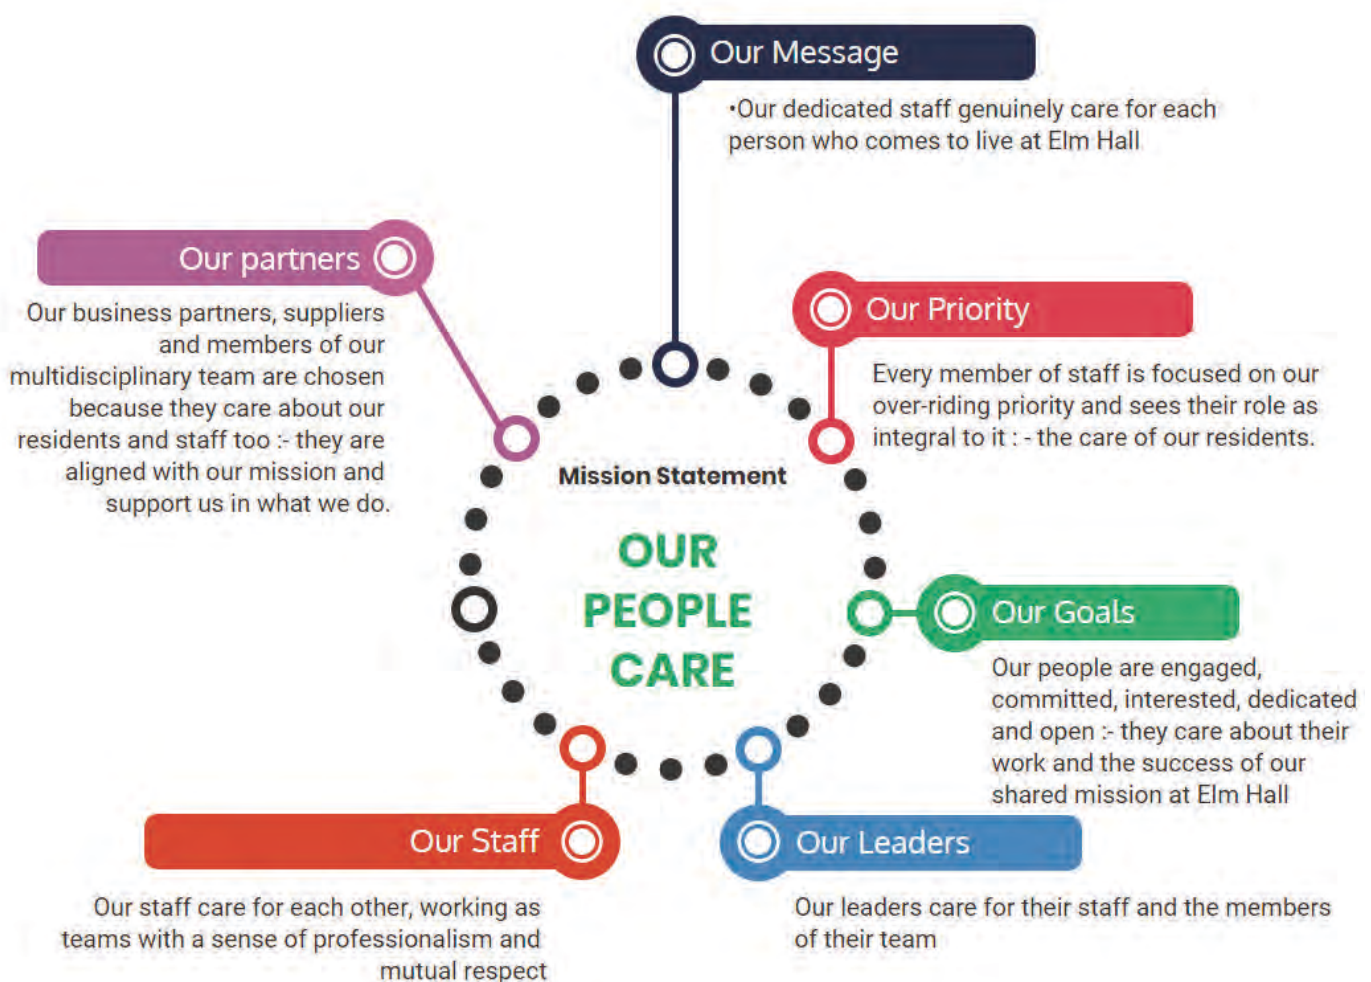 Our Message
•Our dedicated staff genuinely care for each
person who comes to live at Elm Hall
Our partners
Our business partners, suppliers
and members of our
multidisciplinary team are chosen
because they care about our
residents and staff too :- they are
aligned with our mission and
support us in what we do.
Our Priority
Every member of staff is focused on our
over-riding priority and sees their role as
integral to it : - the care of our residents.
Mission Statement
OUR
PEOPLE
CARE
Our Goals
Our people are engaged,
committed, interested, dedicated
and open :- they care about their
work and the success of our
shared mission at Elm Hall
Our Staff
Our staff care for each other, working as
teams with a sense of professionalism and
mutual respect
Our Leaders
Our leaders care for their staff and the members
of their team